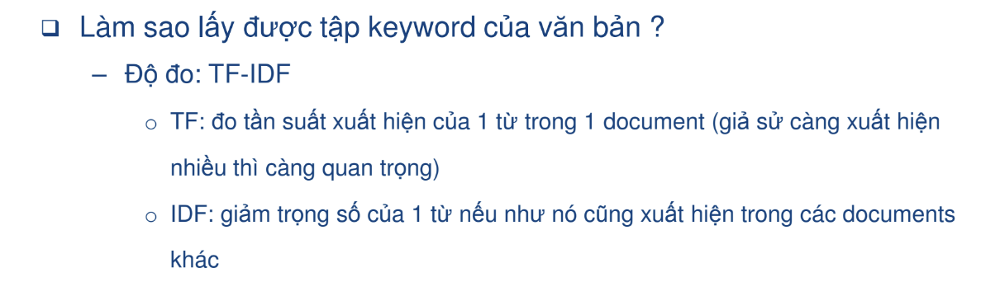 ❑ Làm sao lấy được tập keyword của văn bản ?
– Độ đo: TF-IDF
○ TF: đo tần suất xuất hiện của 1 từ trong 1 document (giả sử càng xuất hiện
nhiều thì càng quan trọng)
○ IDF: giảm trọng số của 1 từ nếu như nó cũng xuất hiện trong các documents
khác